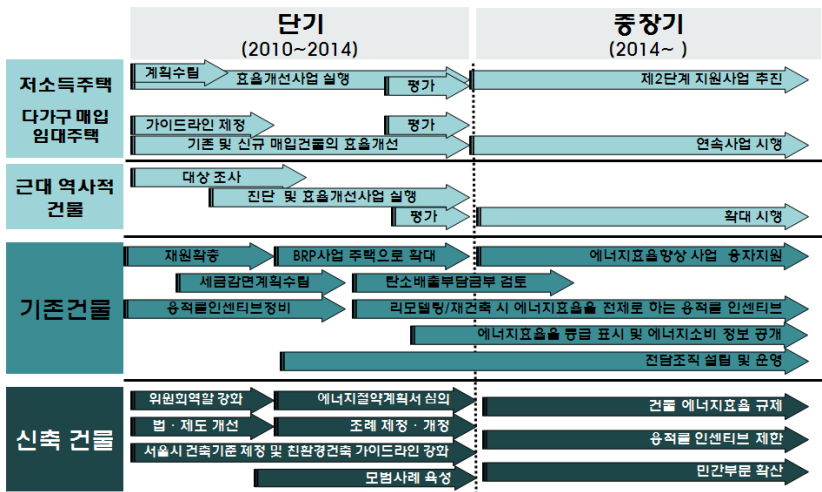 단기
(2010~2014)
중장기
(2014~ )
저소득주택
계획수립
효율개선사업 실행
평가
제2단계 지원사업 추진
다가구 매입
임대주택
가이드라인 제정
평가
기존 및 신규 매입건물의 효율개선
연속사업 시행
근대 역사적
건물
대상 조사
진단 및 효율개선사업 실행
평가
확대 시행
기존건물
재원확충
BRP사업 주택으로 확대
에너지효율향상 사업 융자지원
세금감면계획수립
탄소배출부담금부 검토
용적률인센티브정비
리모델링/재건축 시 에너지효율을 전제로 하는 용적률 인센티브
에너지효율을 등급 표시 및 에너지소비 정보 공개
전담조직 설립 및 운영
신축 건물
위원회역할 강화
에너지절약계획서 심의
건물 에너지효율 규제
법·제도 개선
조례 제정·개정
용적률 인센티브 제한
서울시 건축기준 제정 및 친환경건축 가이드라인 강화
모범사례 육성
민간부문 확산